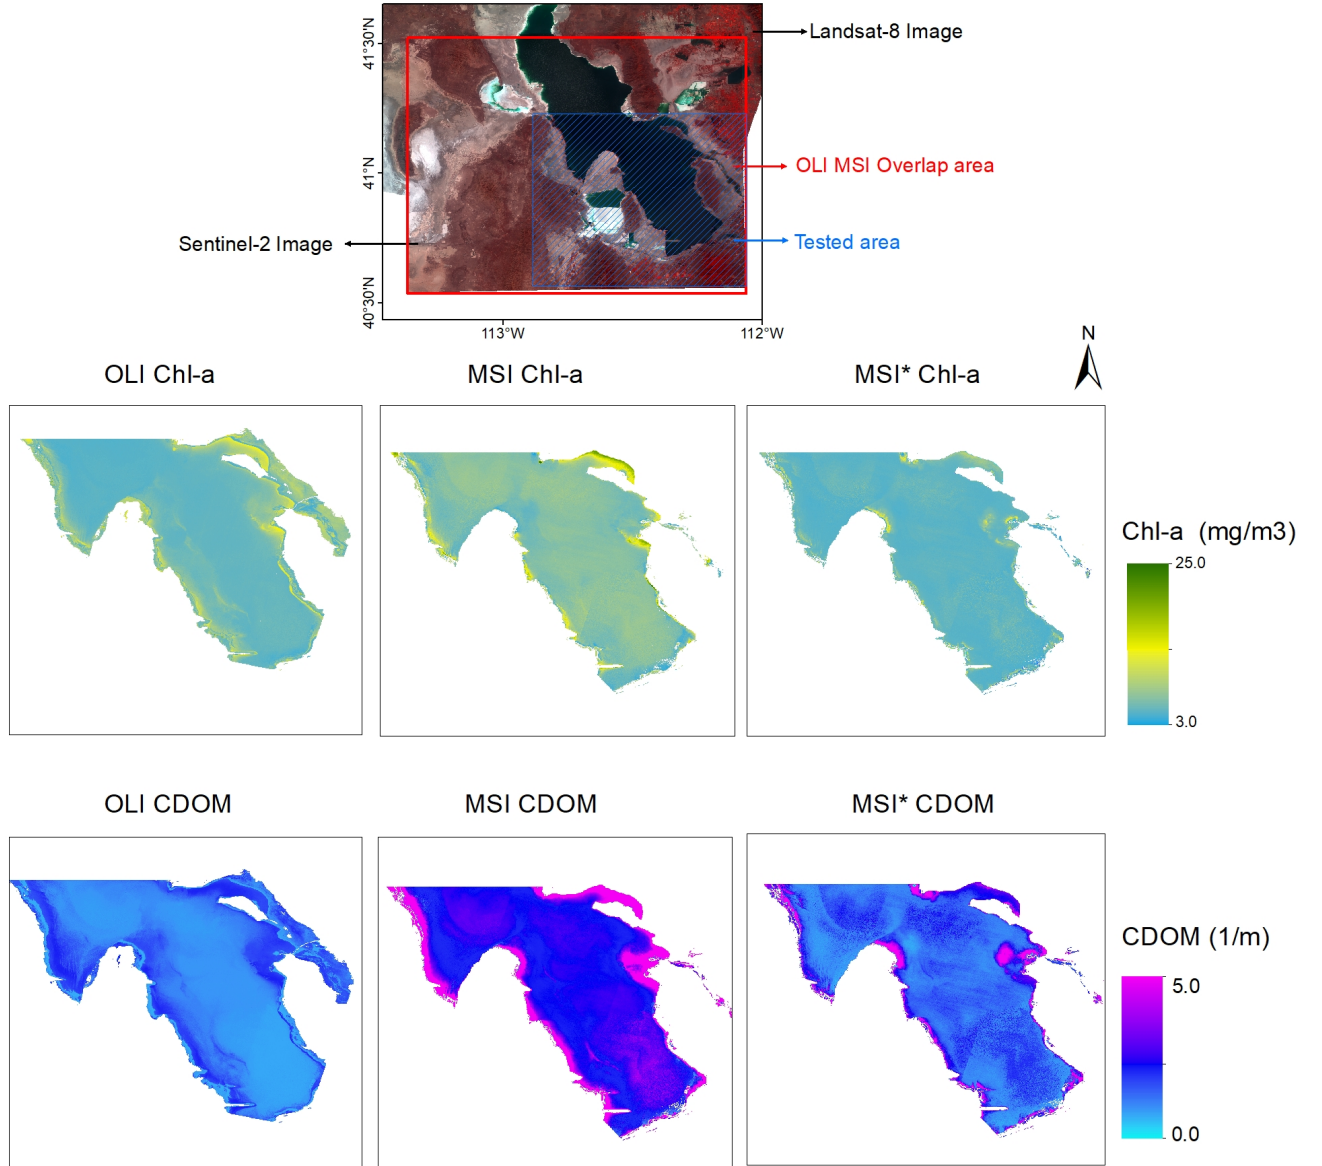 Landsat-8 Image
41°30'N
OLI MSI Overlap area
41°N
Sentinel-2 Image
Tested area
40°30'N
113°W
112°W
N
OLI Chl-a
MSI Chl-a
MSI* Chl-a
Chl-a (mg/m3)
25.0
3.0
OLI CDOM
MSI CDOM
MSI* CDOM
CDOM (1/m)
5.0
0.0